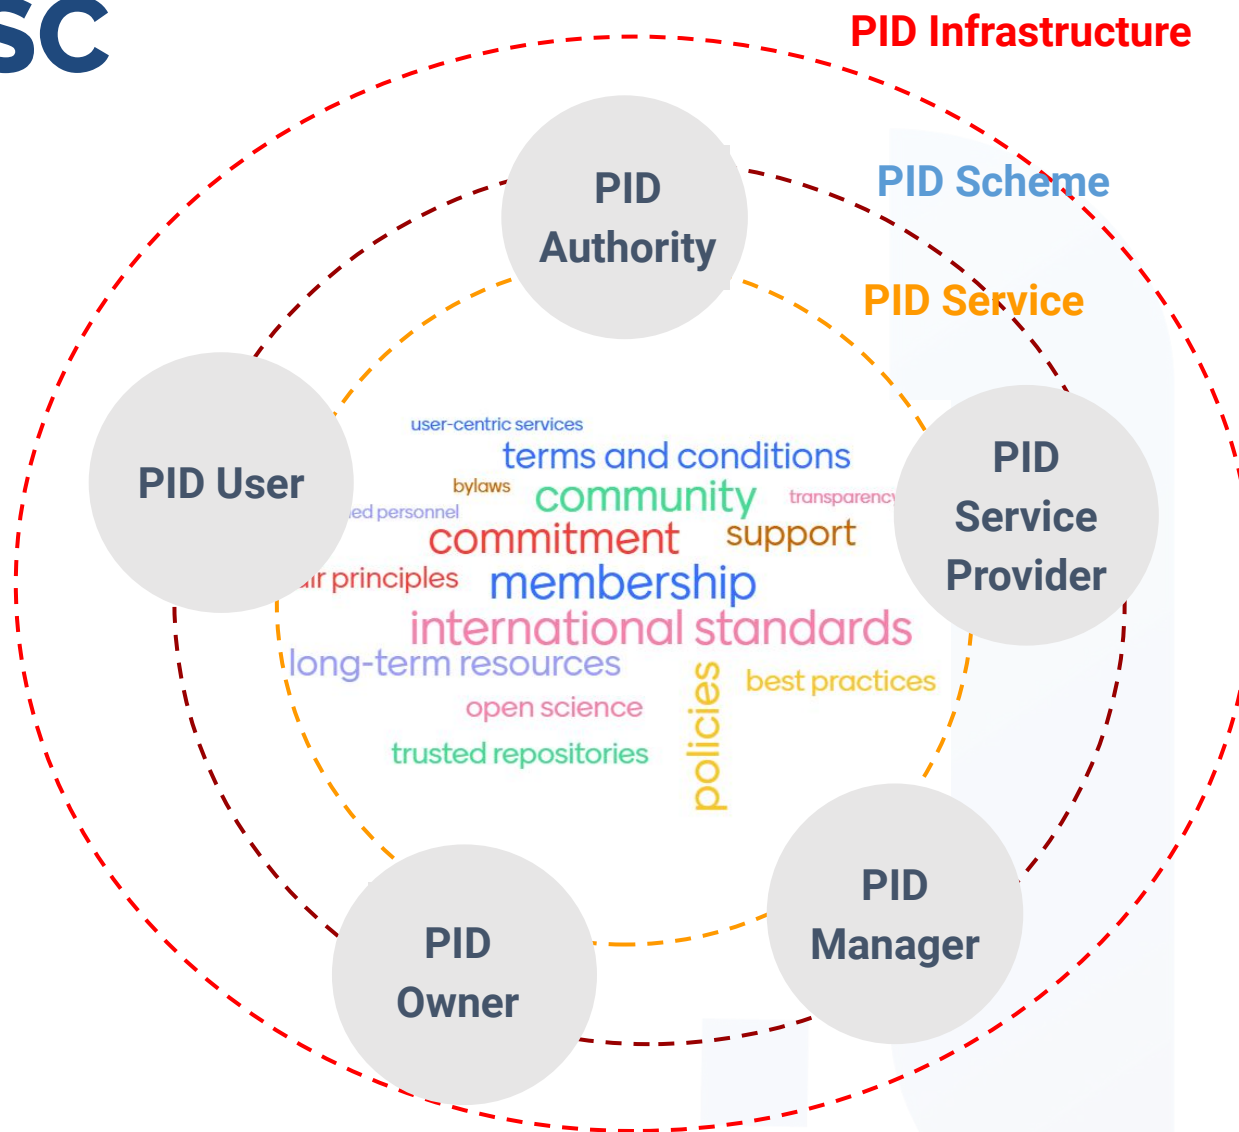 SC
PID Infrastructure
PID Scheme
PID
Authority
PID Service
user-centric services
terms and conditions
PID User
bylaws
community
transparency
personnel
commitment
support
PID
Service
Provider
principles
membership
international standards
long-term resources
best practices
policies
open science
trusted repositories
PID
Manager
PID
Owner